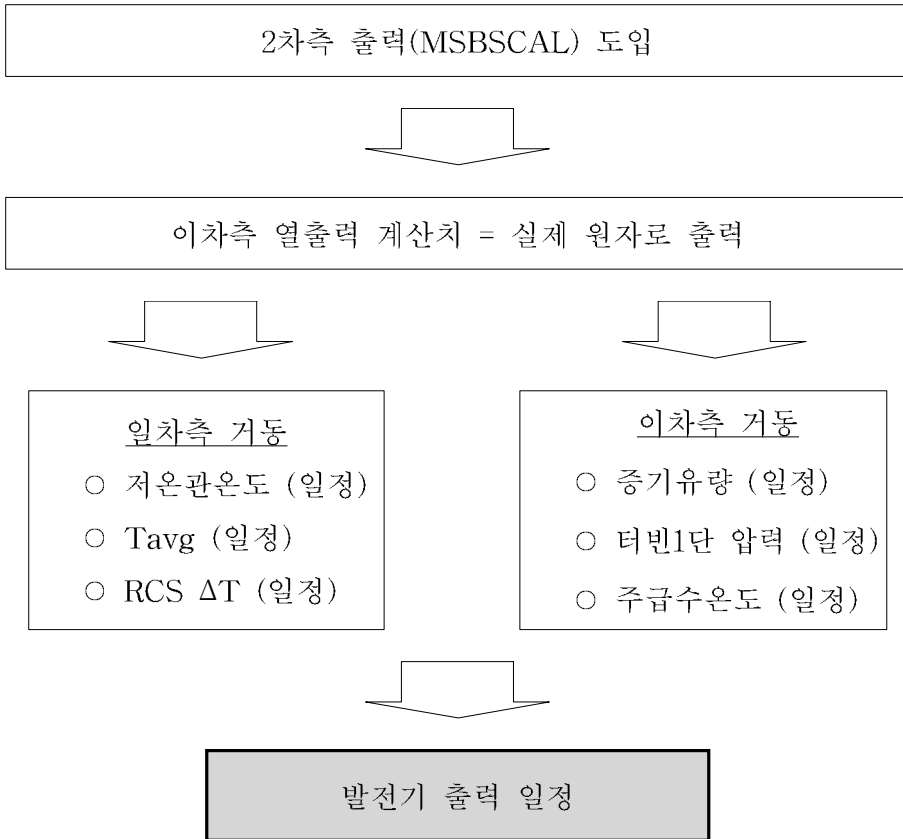 2차측 출력(MSBSCAL) 도입
이차측 열출력 계산치 = 실제 원자로 출력
일차측 거동
○ 저온관온도 (일정)
○ Tavg (일정)
○ RCS ΔT (일정)
이차측 거동
○ 증기유량 (일정)
○ 터빈1단 압력 (일정)
○ 주급수온도 (일정)
발전기 출력 일정